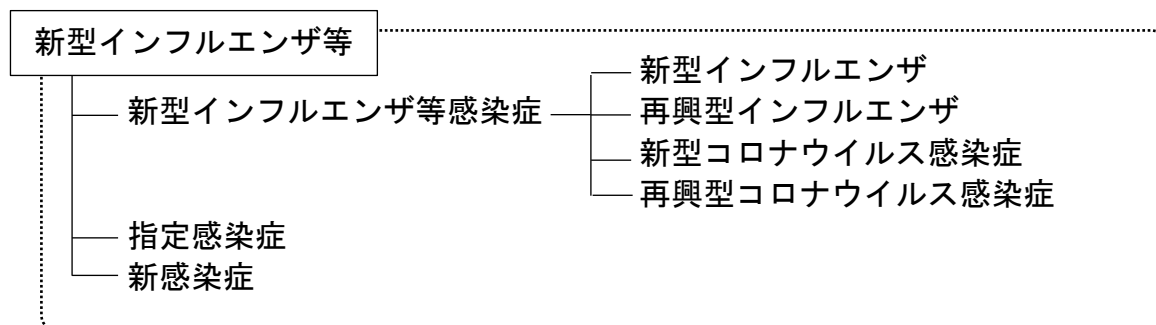 新型インフルエンザ等
新型インフルエンザ等感染症
新型インフルエンザ
再興型インフルエンザ
新型コロナウイルス感染症
再興型コロナウイルス感染症
指定感染症
新感染症